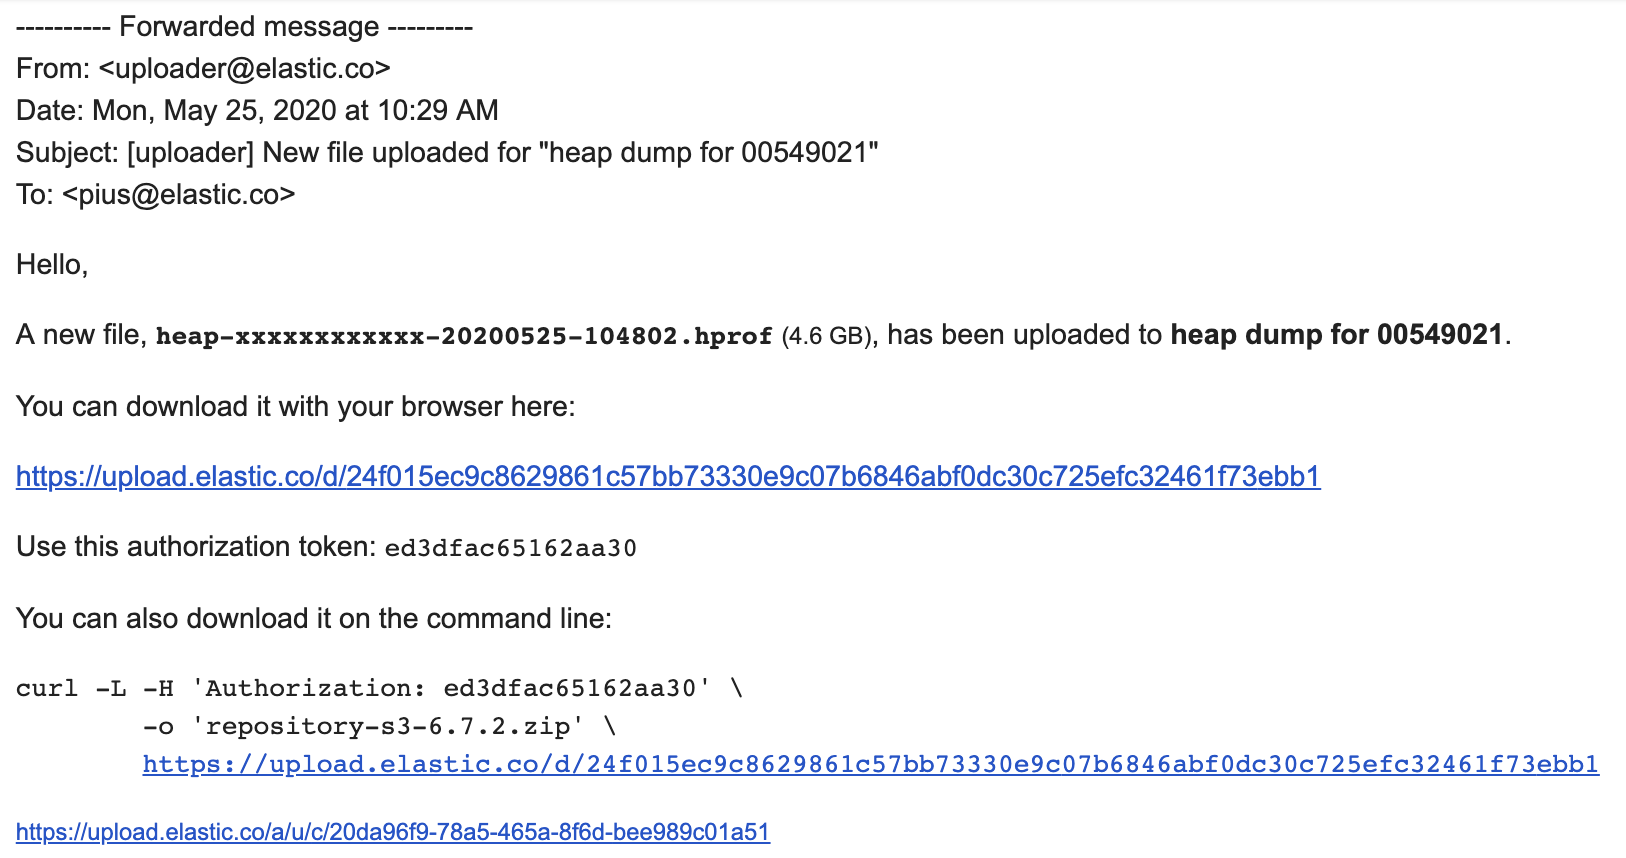 ---------- Forwarded message ---------
From: <uploader@elastic.co>
Date: Mon, May 25, 2020 at 10:29 AM
Subject: [uploader] New file uploaded for "heap dump for 00549021"
To: <pius@elastic.co>
Hello,
A new file, heap-xxxxxxxxxxxx-20200525-104802.hprof (4.6 GB), has been uploaded to heap dump for 00549021.
You can download it with your browser here:
https://upload.elastic.co/d/24f015ec9c8629861c57bb73330e9c07b6846abf0dc30c725efc32461f73ebb1
Use this authorization token: ed3dfac65162aa30
You can also download it on the command line:
curl -L -H 'Authorization: ed3dfac65162aa30' \
-o 'repository-s3-6.7.2.zip' \
https://upload.elastic.co/d/24f015ec9c8629861c57bb73330e9c07b6846abf0dc30c725efc32461f73ebb1
https://upload.elastic.co/a/u/c/20da96f9-78a5-465a-8f6d-bee989c01a51